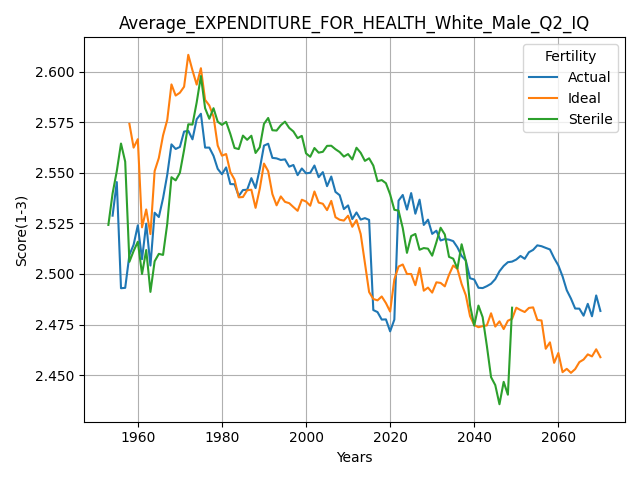 Average_EXPENDITURE_FOR_HEALTH_White_Male_Q2_IQ
Fertility
Actual
Ideal
Sterile
2.600
2.575
2.550
2.525
2.500
2.475
2.450
Score(1-3)
1960 1980 2000 2020 2040 2060
Years